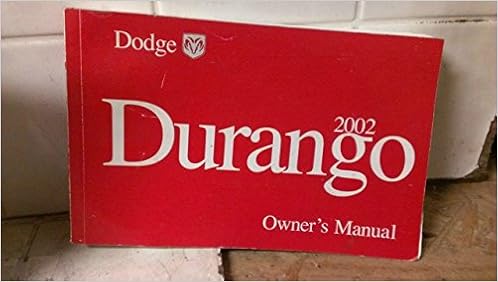 Dodge
2002
Durango
Owner's Manual